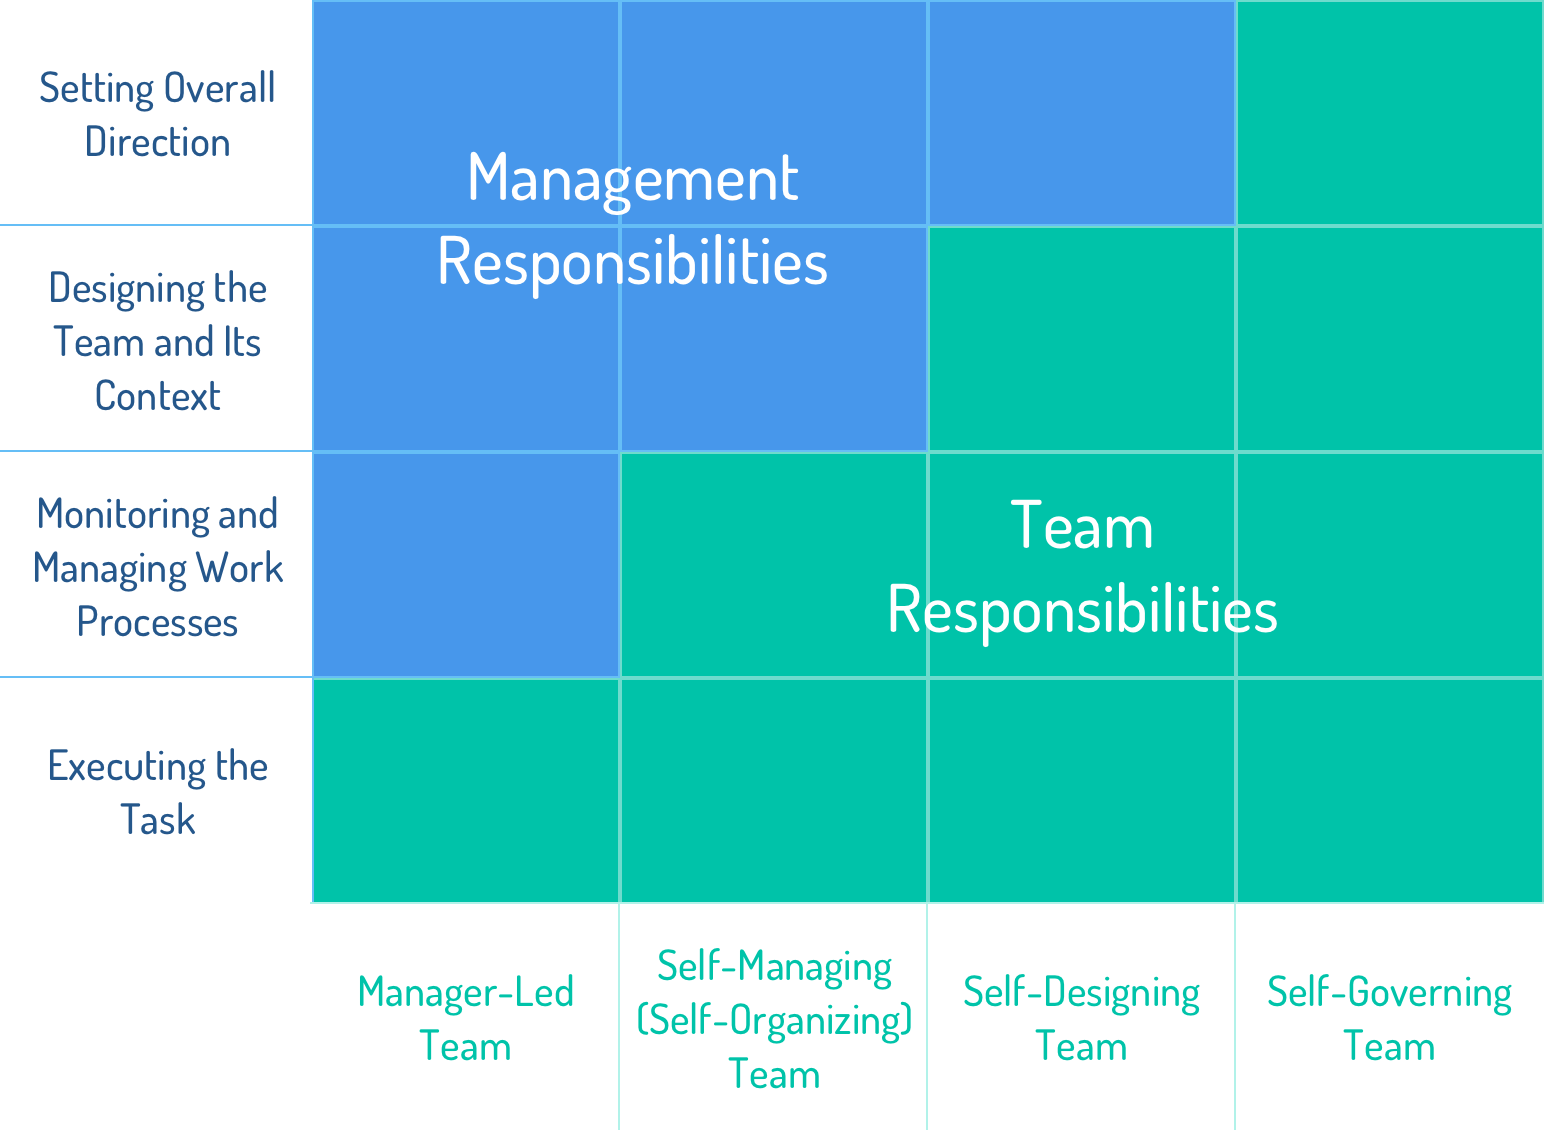 Setting Overall
Direction
Management
Responsibilities
Designing the
Team and Its
Context
Monitoring and
Managing Work
Processes
Team
Responsibilities
Executing the
Task
Manager-Led
Team
Self-Managing
(Self-Organizing)
Team
Self-Designing
Team
Self-Governing
Team